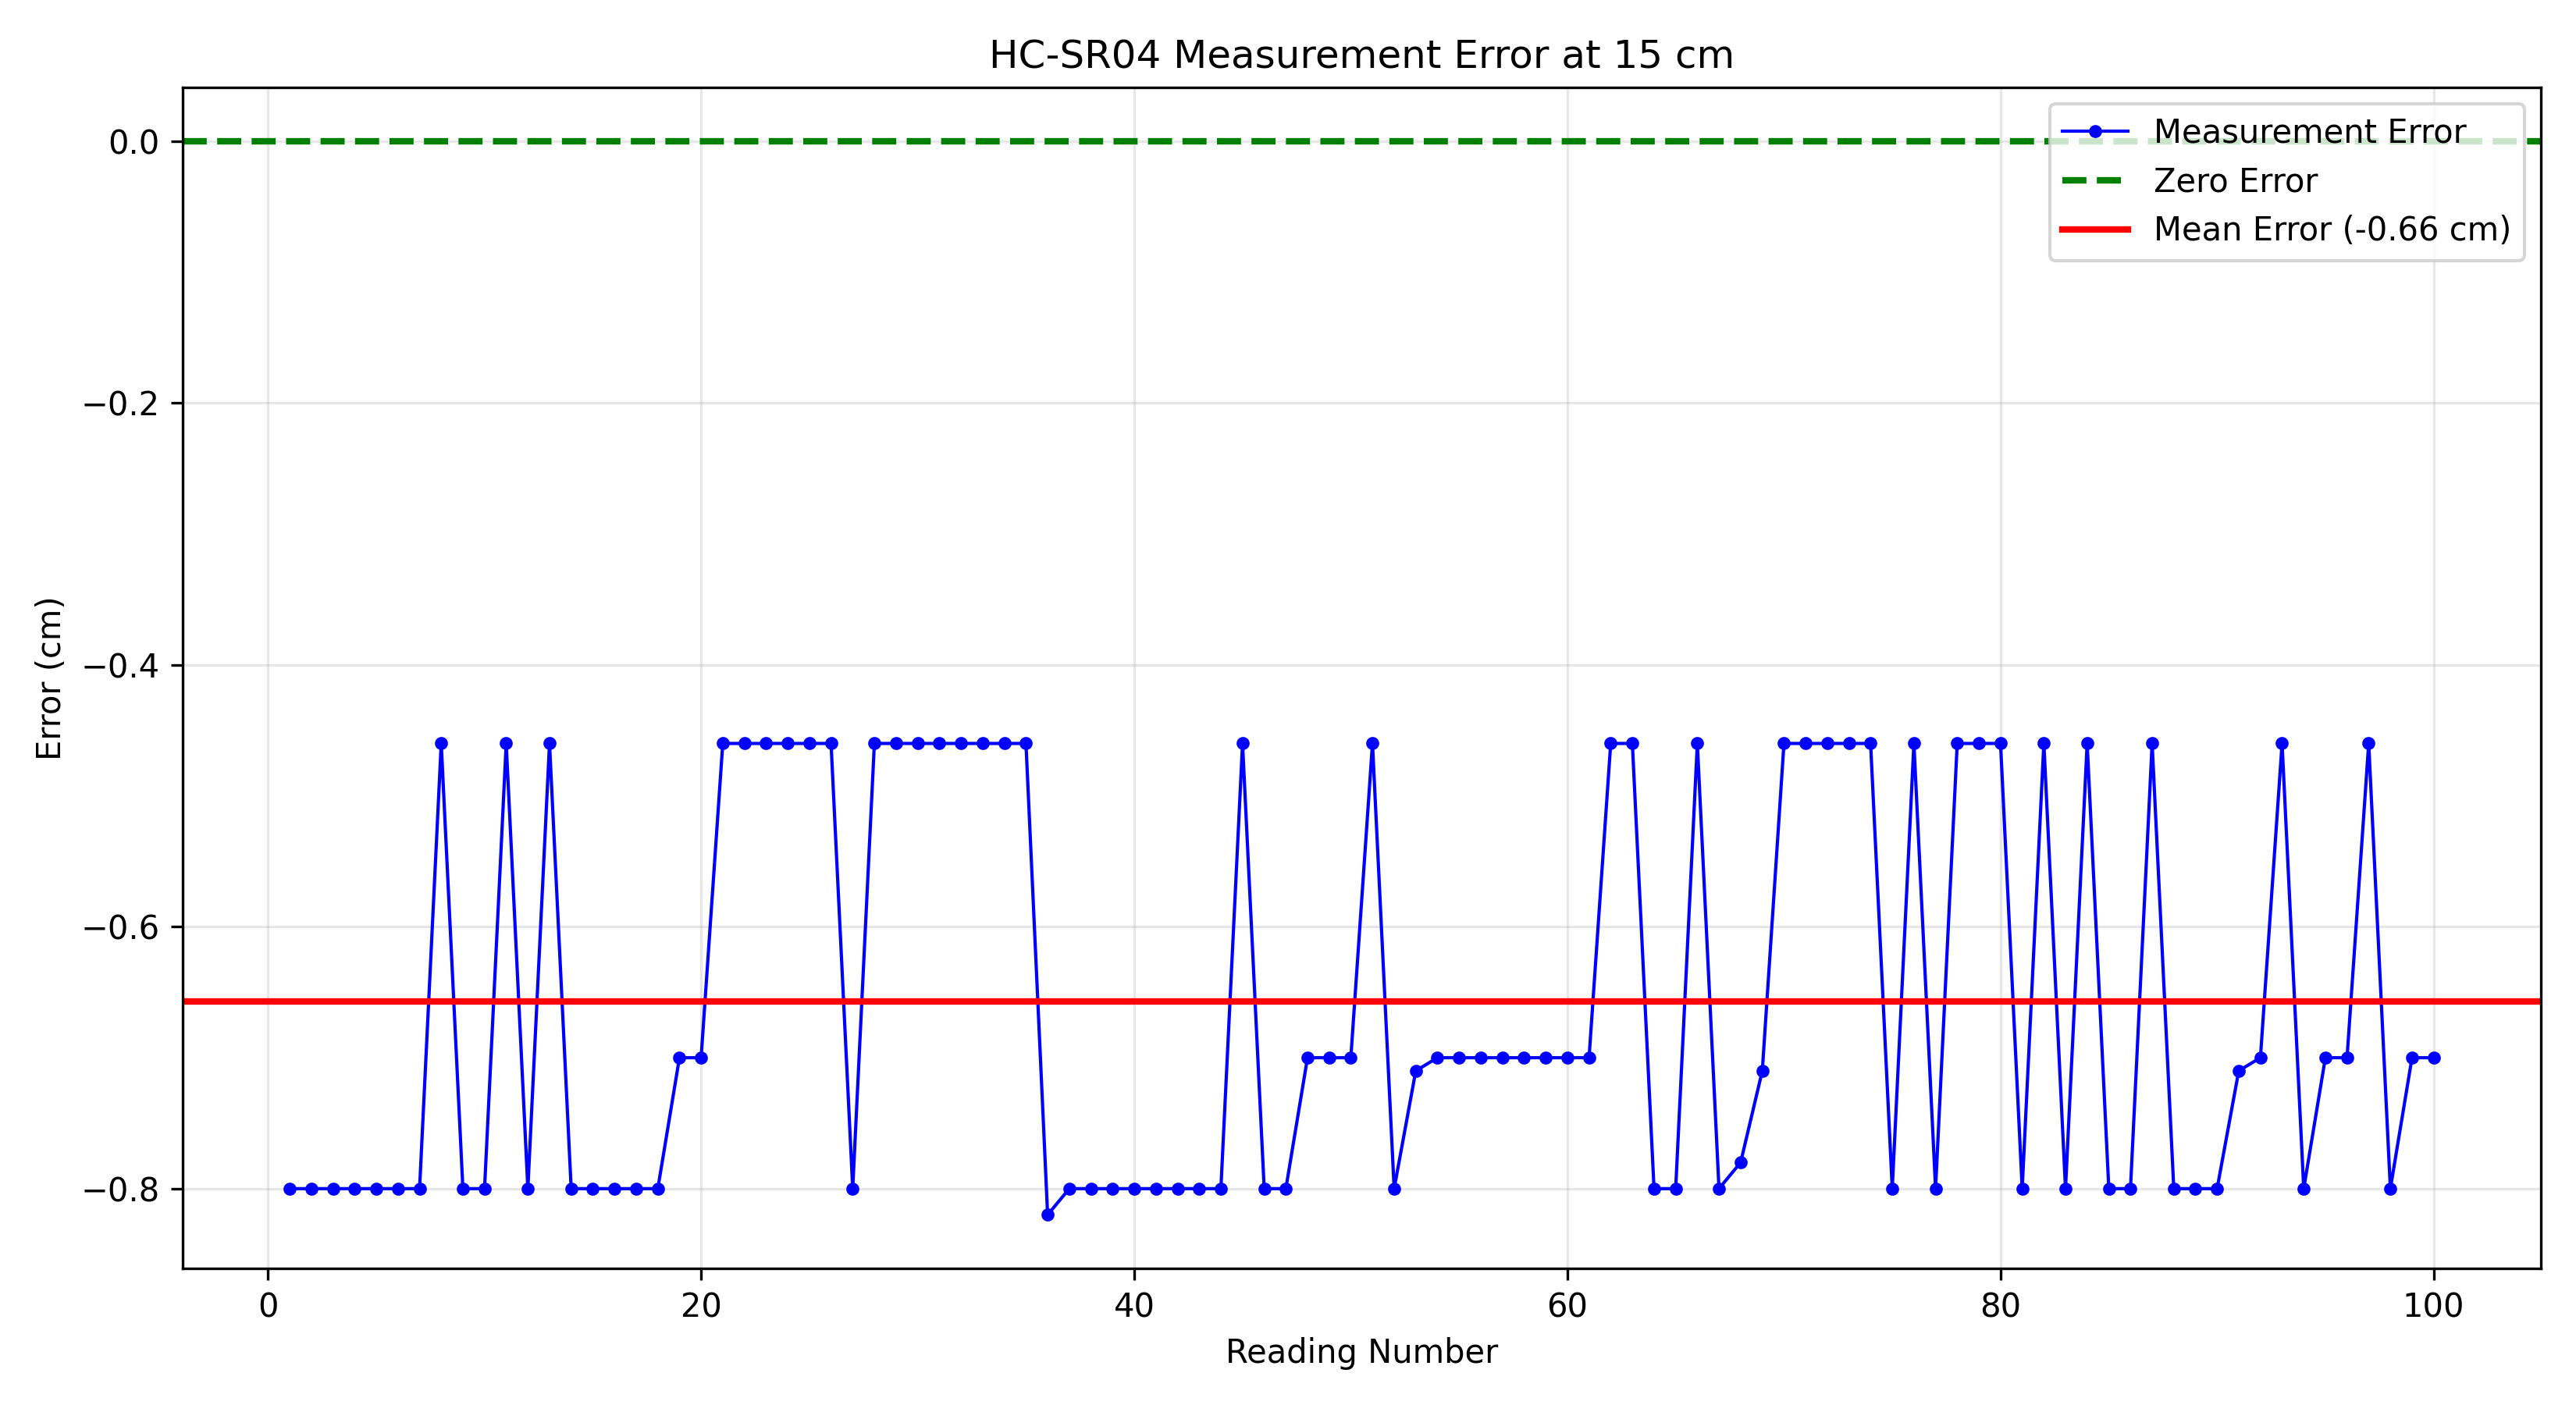 HC-SR04 Measurement Error at 15 cm
Measurement Error
Zero Error
Mean Error (-0.66 cm)
0.0
−0.2
−0.4
−0.6
−0.8
Error (cm)
0 20 40 60 80 100
Reading Number